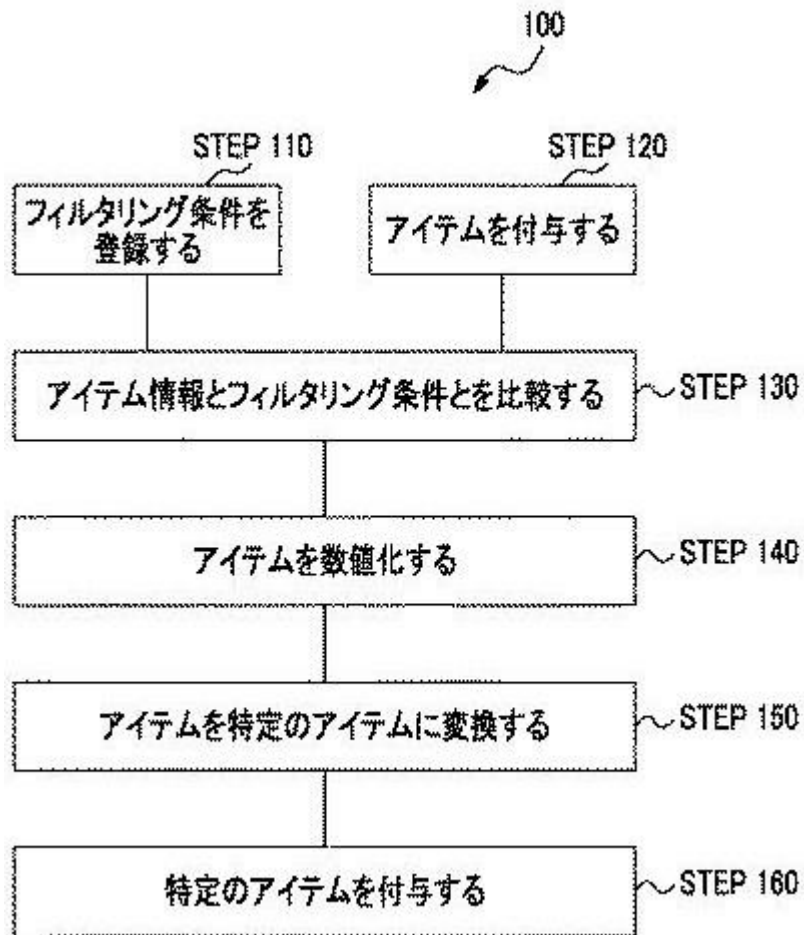 100
STEP 110
STEP 120
フィルタリング条件を
登録する
アイテムを付与する
アイテム情報とフィルタリング条件とを比較する
STEP 130
アイテムを数値化する
STEP 140
アイテムを特定のアイテムに変換する
STEP 150
特定のアイテムを付与する
STEP 160